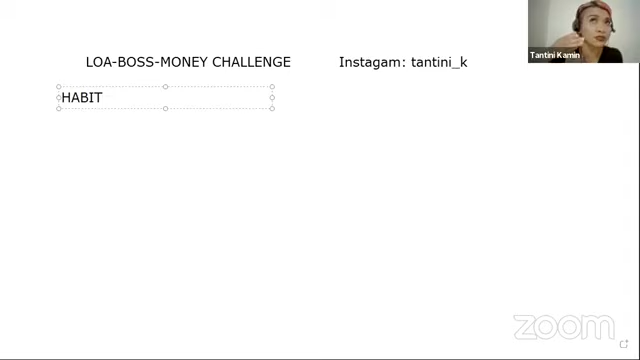 LOA-BOSS-MONEY CHALLENGE
Instagam: tantini_k
HABIT
Tantini Kamin
zoom